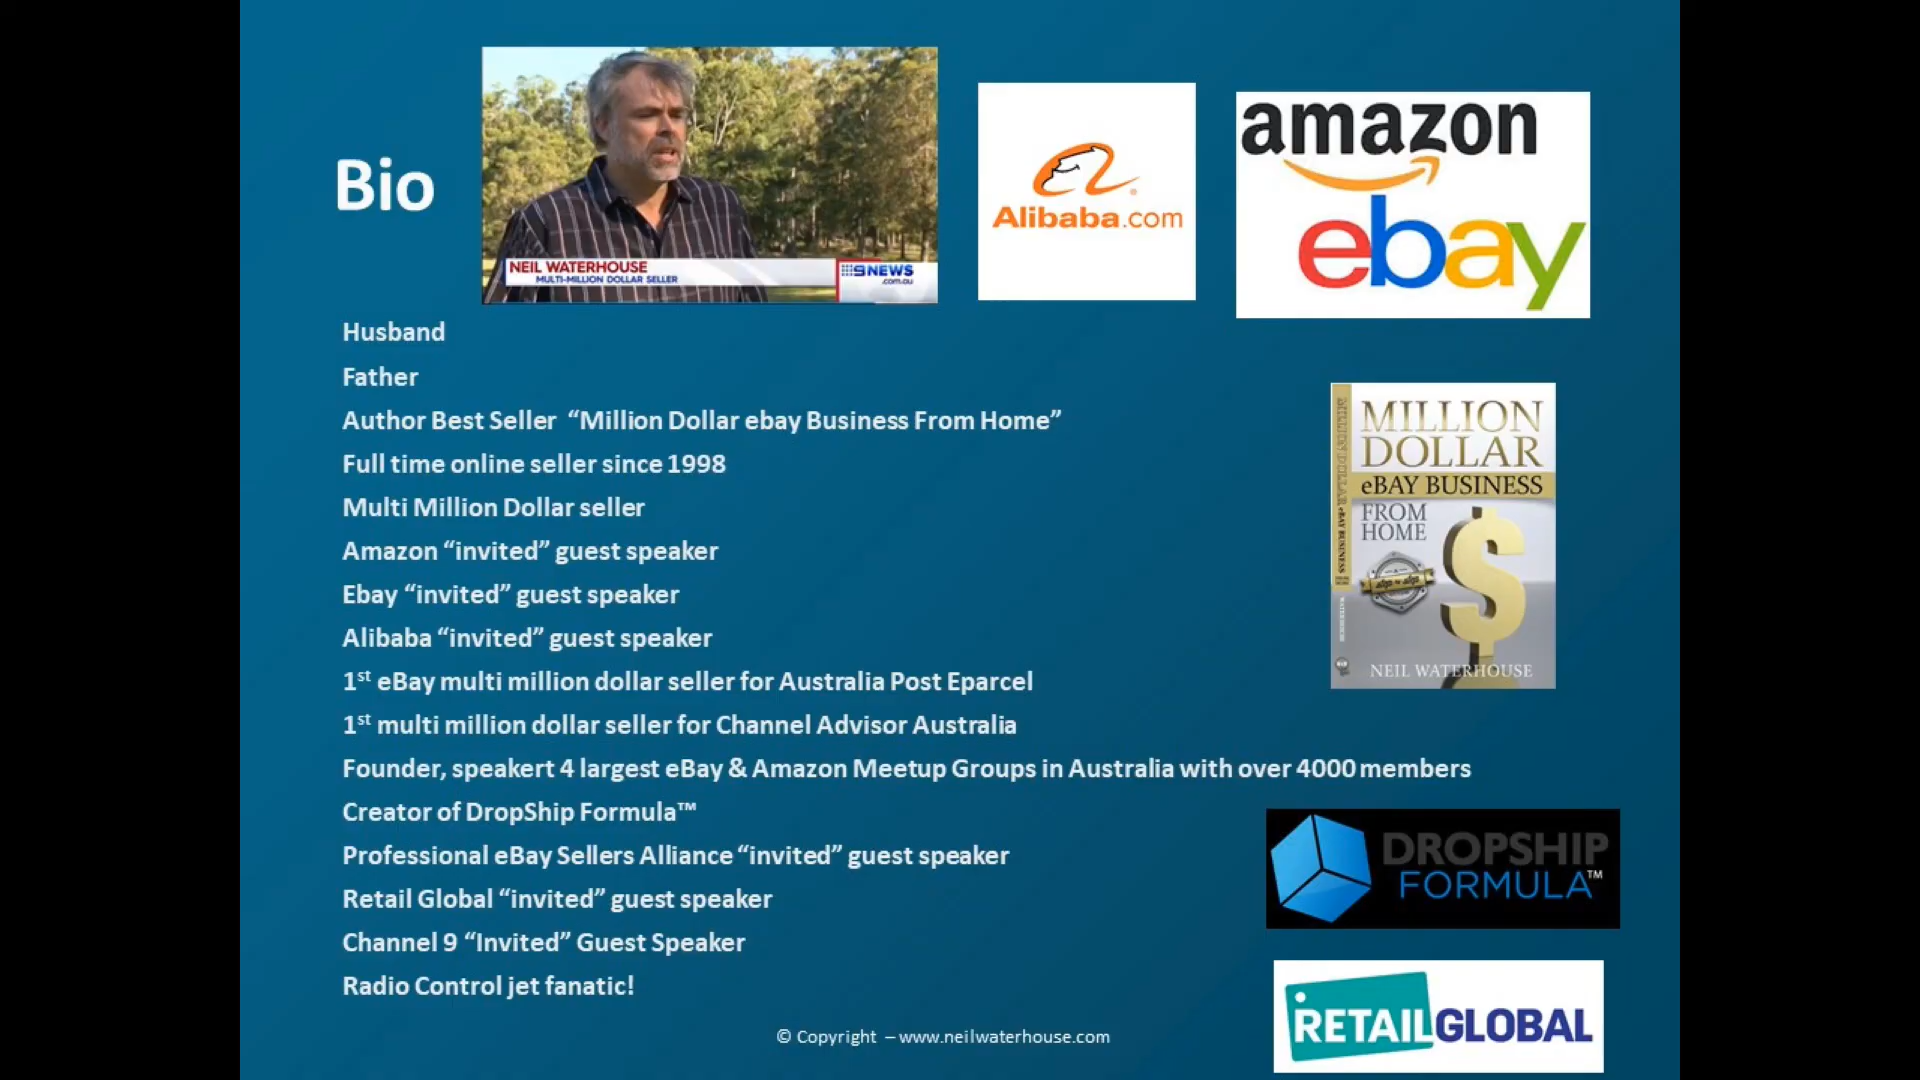 Bio
NEIL WATERHOUSE
MULTI-MILLION DOLLAR SELLER
9NEWS
.com.au
Alibaba.com
amazon
ebay
Husband
Father
Author Best Seller “Million Dollar ebay Business From Home”
Full time online seller since 1998
Multi Million Dollar seller
Amazon “invited” guest speaker
Ebay “invited” guest speaker
Alibaba “invited” guest speaker
1st eBay multi million dollar seller for Australia Post Eparcel
1st multi million dollar seller for Channel Advisor Australia
Founder, speakert 4 largest eBay & Amazon Meetup Groups in Australia with over 4000 members
Creator of DropShip Formula™
Professional eBay Sellers Alliance “invited” guest speaker
Retail Global “invited” guest speaker
Channel 9 “Invited” Guest Speaker
Radio Control jet fanatic!
MILLION DOLLAR eBAY BUSINESS
MILLION
DOLLAR
eBAY BUSINESS
FROM
HOME
NEIL WATERHOUSE
DROPSHIP
FORMULA™
RETAILGLOBAL
© Copyright – www.neilwaterhouse.com